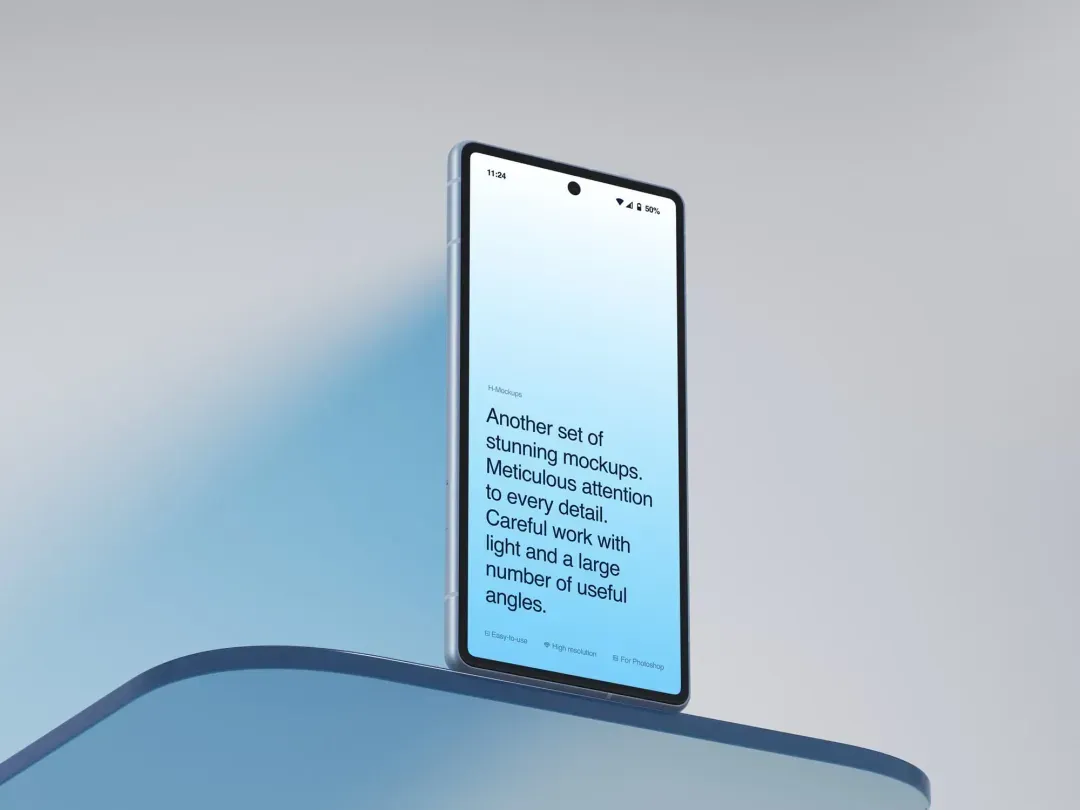 11:24
50%
H-Mockups
Another set of
stunning mockups.
Meticulous attention
to every detail.
Careful work with
light and a large
number of useful
angles.
Easy-to-use
High resolution
For Photoshop